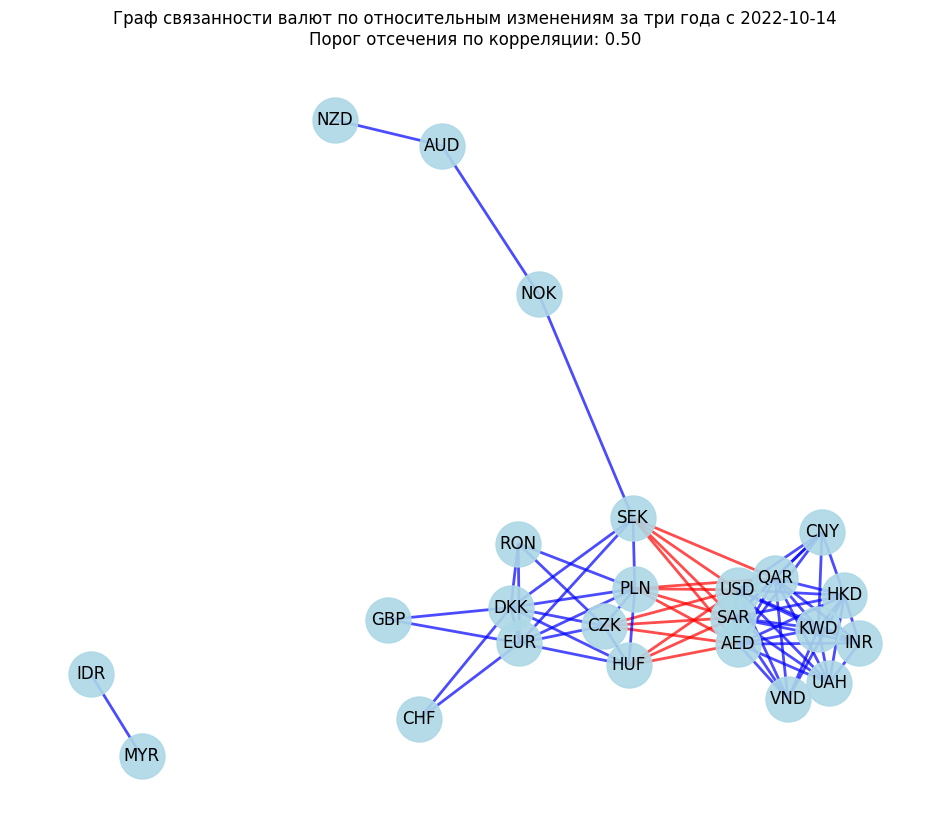 Граф связанности валют по относительным изменениям за три года с 2022-10-14
Порог отсечения по корреляции: 0.50
NZD
AUD
NOK
SEK
CNY
RON
QAR
PLN
USD
HKD
DKK
GBP
SAR
CZK
KWD
EUR
AED
INR
HUF
IDR
UAH
VND
CHF
MYR